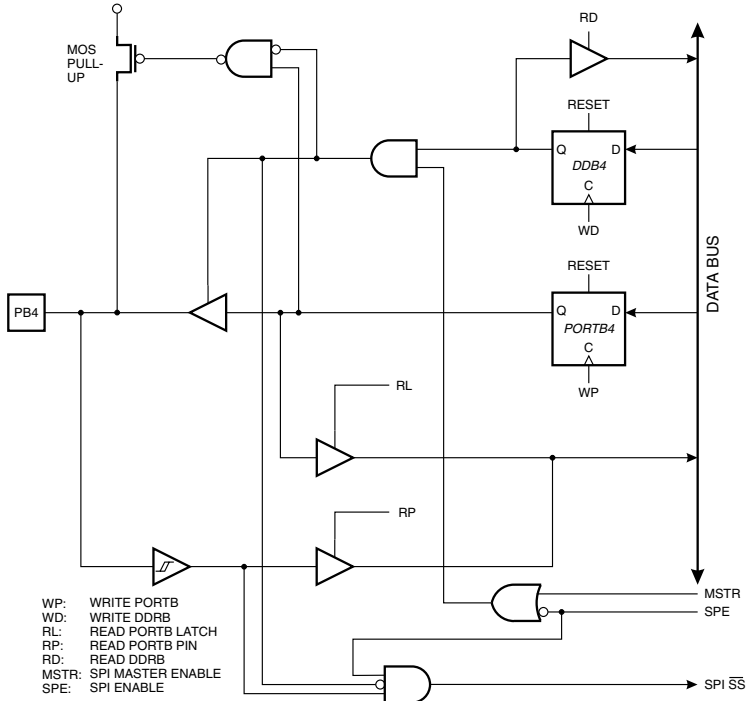 RD
MOS
PULL-
UP
RESET
Q D
DDB4
C
WD
DATA BUS
RESET
PB4
Q D
PORTB4
C
WP
RL
RP
MSTR
SPE
WP: WRITE PORTB
WD: WRITE DDRB
RL: READ PORTB LATCH
RP: READ PORTB PIN
RD: READ DDRB
MSTR: SPI MASTER ENABLE
SPE: SPI ENABLE
SPI S̅S̅